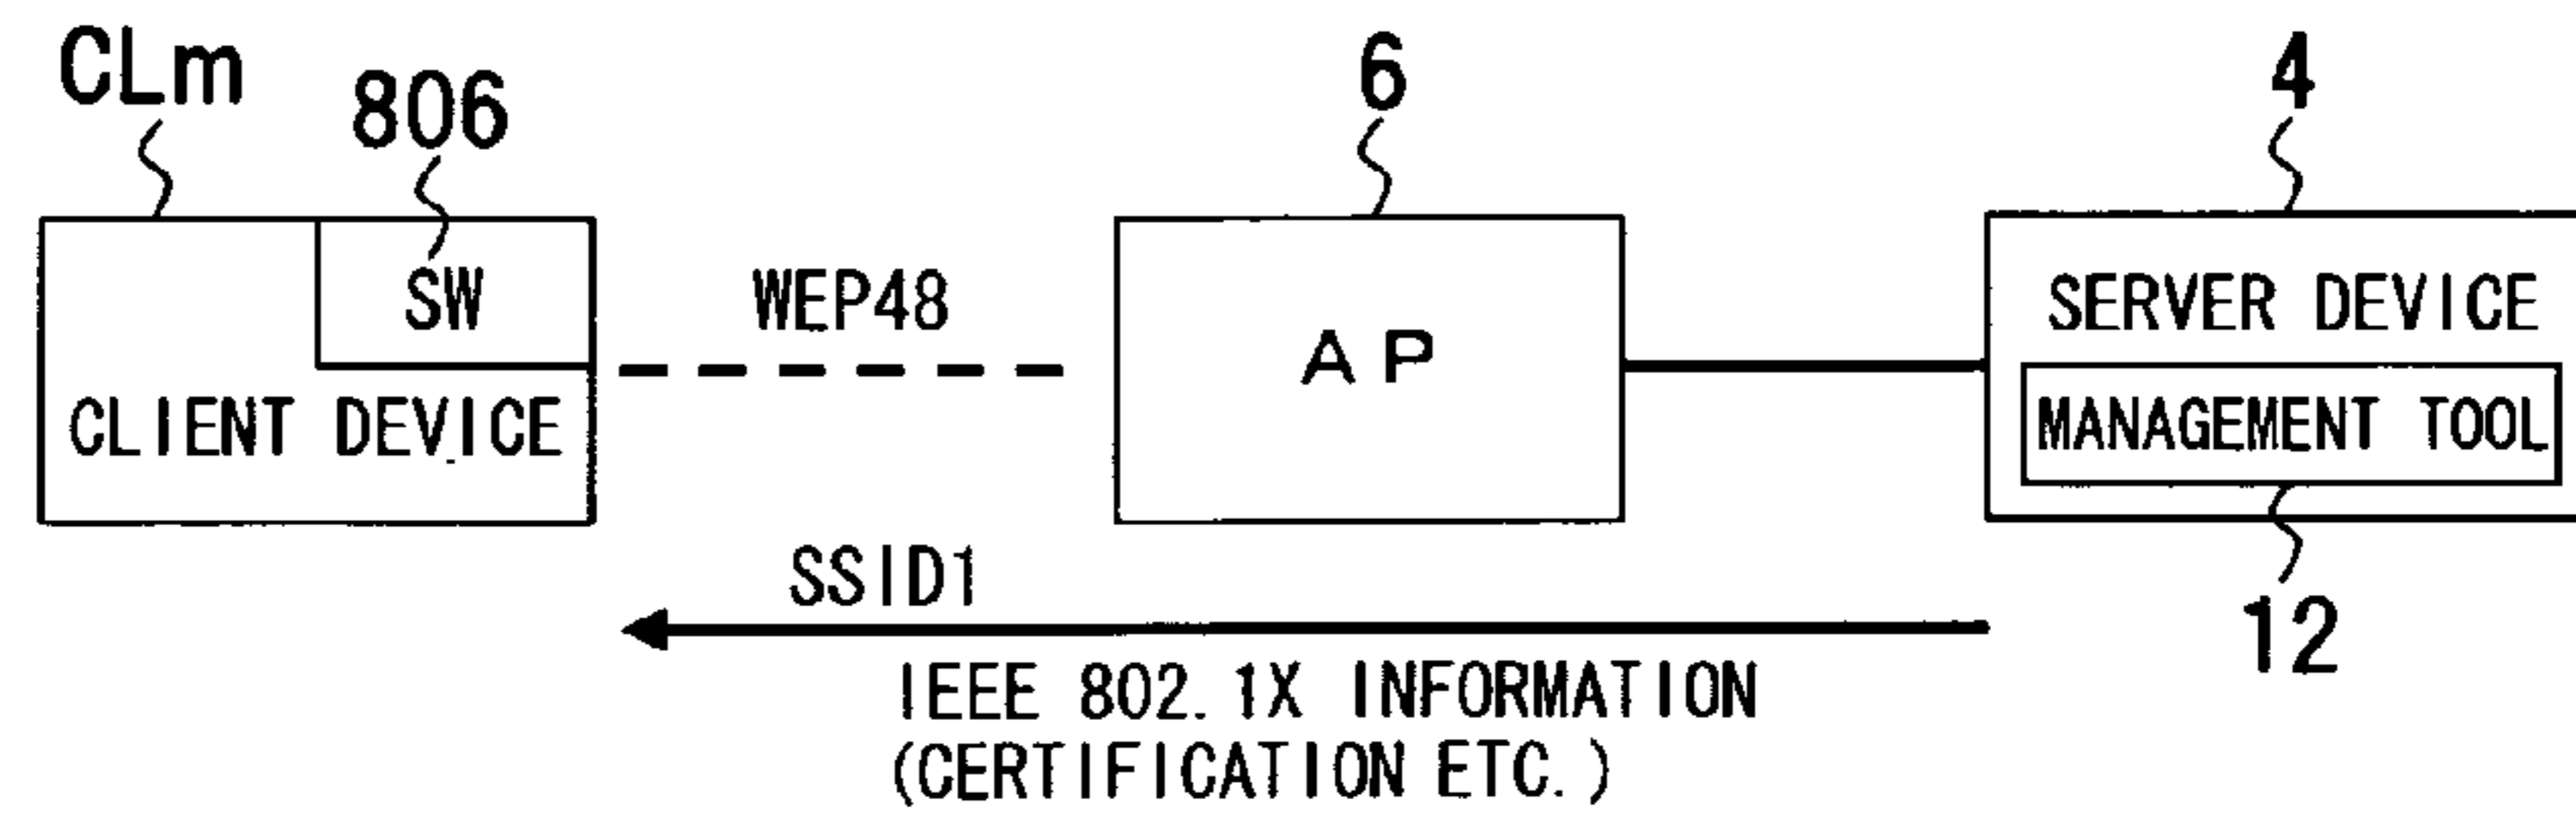 CLm
806
6
4
SW
WEP48
AP
SERVER DEVICE
CLIENT DEVICE
MANAGEMENT TOOL
SSID1
12
IEEE 802.1X INFORMATION
(CERTIFICATION ETC.)